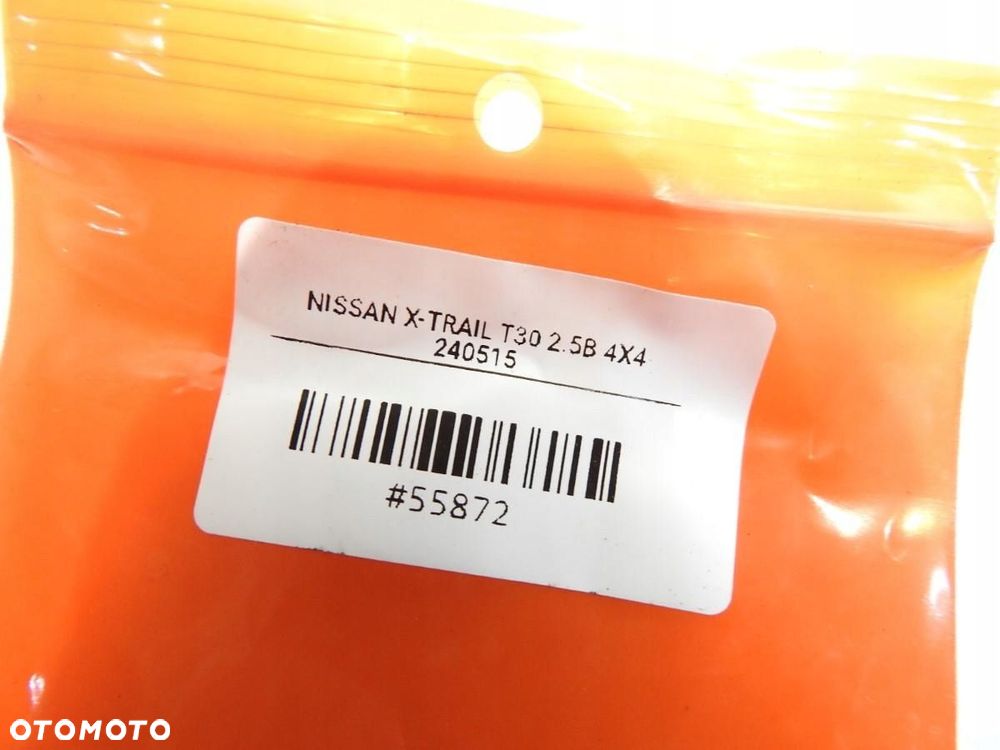 NISSAN X-TRAIL T30 2.5B 4X4
240515
#55872
OTOMOTO